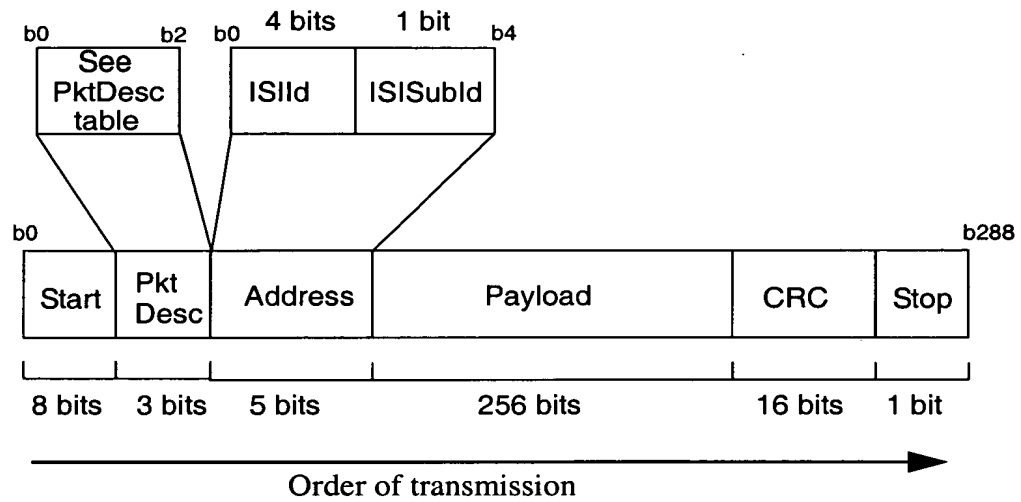 4 bits 1 bit
b0 b2 b0 b4
See
PktDesc
table
ISIId ISISubId
b0 b288
Start Pkt
Desc Address Payload CRC Stop
8 bits 3 bits 5 bits 256 bits 16 bits 1 bit
Order of transmission